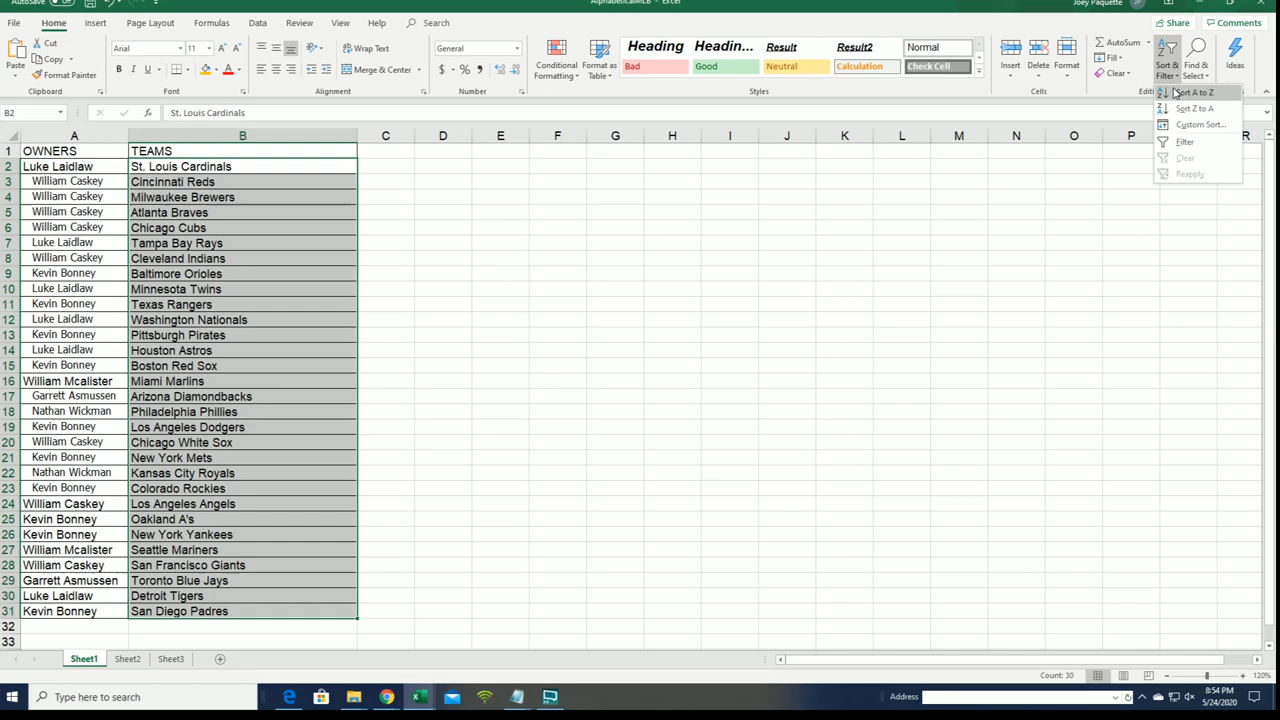 AutoSave
AlphabeticalMLB - Excel
Joey Paquette
JP
File Home Insert Page Layout Formulas Data Review View Help Search
Share Comments
Paste
Cut
Copy
Format Painter
Clipboard
Arial 11
B I U
Font
Wrap Text
Merge & Center
Alignment
General
$ % ,
Number
Conditional Formatting
Format as Table
Heading Headin... Result Result2 Normal
Bad Good Neutral Calculation Check Cell
Styles
Insert Delete Format
Cells
AutoSum
Fill
Clear
Sort & Filter
Find & Select
Ideas
Sort A to Z
Sort Z to A
Custom Sort...
Filter
Clear
Reapply
B2 fx St. Louis Cardinals
A B C D E F G H I J K L M N O P R
1 OWNERS TEAMS
2 Luke Laidlaw St. Louis Cardinals
3 William Caskey Cincinnati Reds
4 William Caskey Milwaukee Brewers
5 William Caskey Atlanta Braves
6 William Caskey Chicago Cubs
7 Luke Laidlaw Tampa Bay Rays
8 William Caskey Cleveland Indians
9 Kevin Bonney Baltimore Orioles
10 Luke Laidlaw Minnesota Twins
11 Kevin Bonney Texas Rangers
12 Luke Laidlaw Washington Nationals
13 Kevin Bonney Pittsburgh Pirates
14 Luke Laidlaw Houston Astros
15 Kevin Bonney Boston Red Sox
16 William Mcalister Miami Marlins
17 Garrett Asmussen Arizona Diamondbacks
18 Nathan Wickman Philadelphia Phillies
19 Kevin Bonney Los Angeles Dodgers
20 William Caskey Chicago White Sox
21 Kevin Bonney New York Mets
22 Nathan Wickman Kansas City Royals
23 Kevin Bonney Colorado Rockies
24 William Caskey Los Angeles Angels
25 Kevin Bonney Oakland A's
26 Kevin Bonney New York Yankees
27 William Mcalister Seattle Mariners
28 William Caskey San Francisco Giants
29 Garrett Asmussen Toronto Blue Jays
30 Luke Laidlaw Detroit Tigers
31 Kevin Bonney San Diego Padres
32
33
Sheet1 Sheet2 Sheet3
Count: 30 120%
Type here to search
Address
8:54 PM
5/24/2020